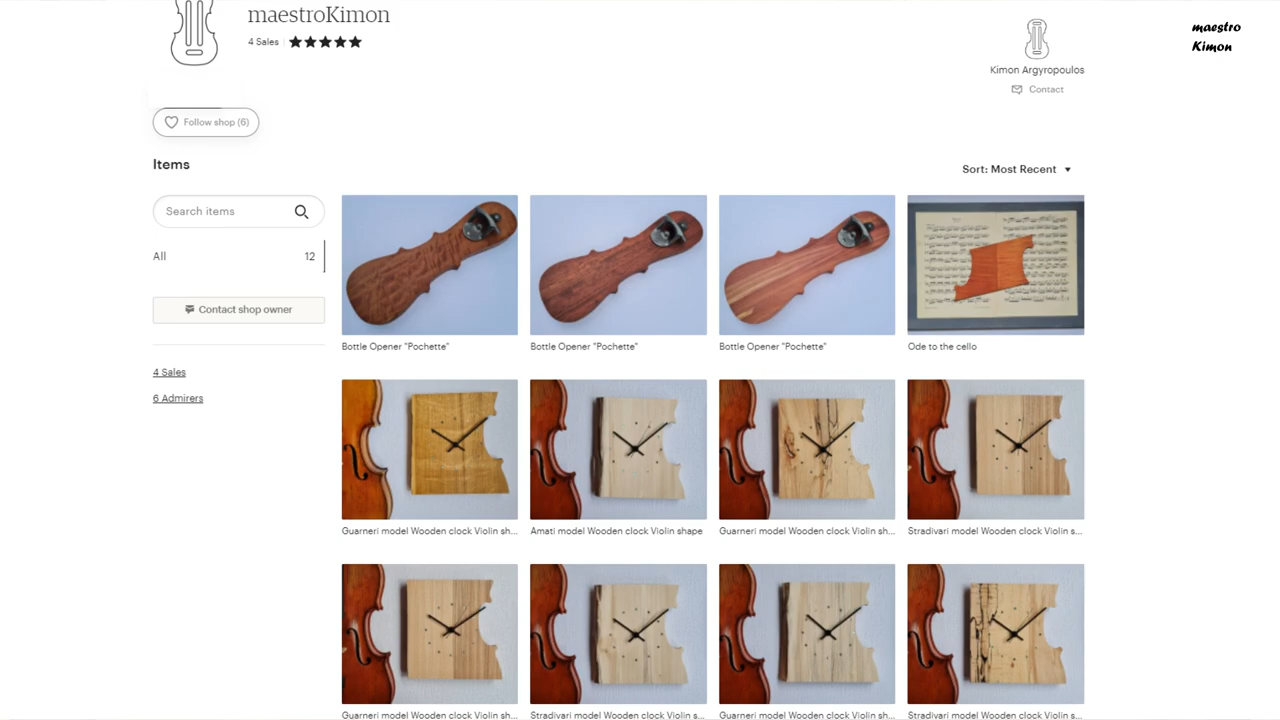 maestroKimon
4 Sales
maestro
Kimon
Kimon Argyropoulos
Contact
Follow shop (6)
Items
Sort: Most Recent
Search items
All 12
Contact shop owner
4 Sales
6 Admirers
Bottle Opener "Pochette"
Bottle Opener "Pochette"
Bottle Opener "Pochette"
Ode to the cello
Guarneri model Wooden clock Violin sh...
Amati model Wooden clock Violin shape
Guarneri model Wooden clock Violin sh...
Stradivari model Wooden clock Violin s...
Guarneri model Wooden clock Violin sh...
Stradivari model Wooden clock Violin s...
Guarneri model Wooden clock Violin sh...
Stradivari model Wooden clock Violin s...